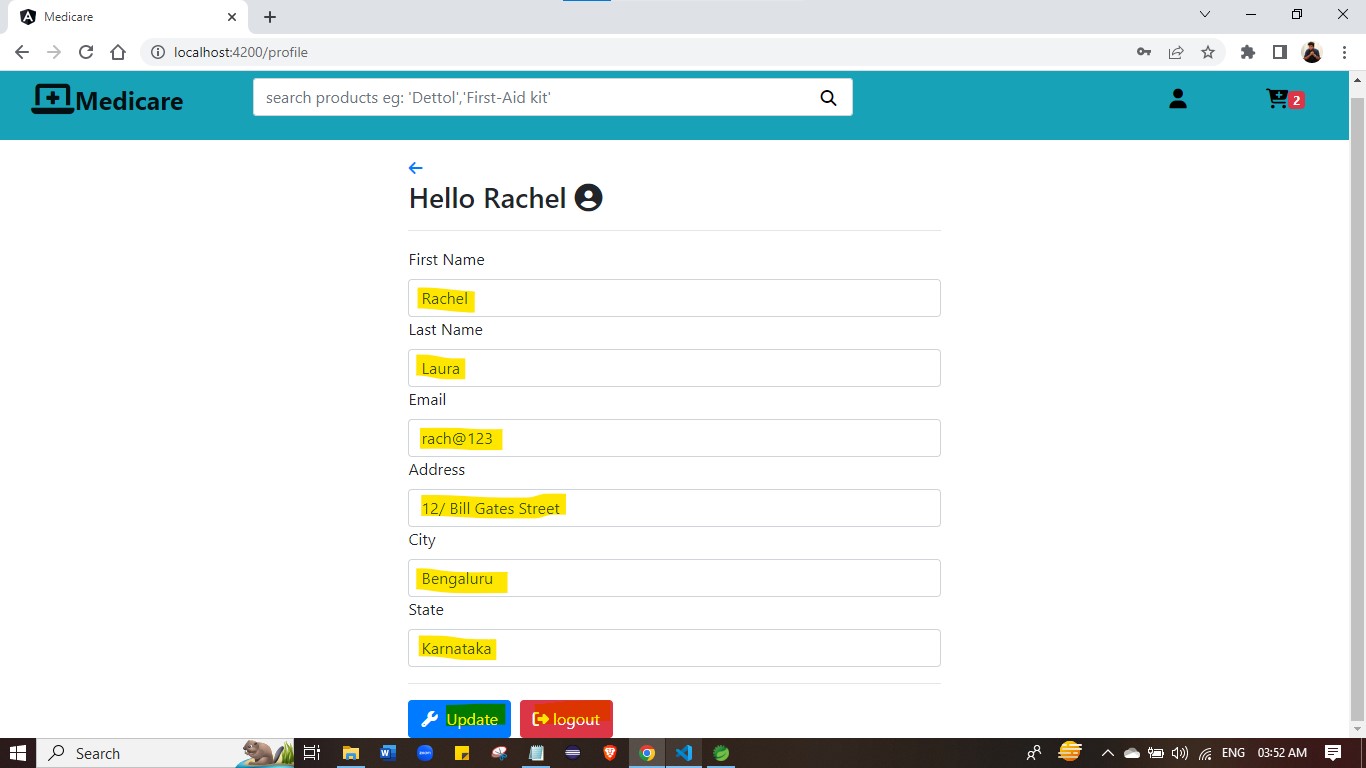 Medicare
localhost:4200/profile
Medicare
search products eg: 'Dettol','First-Aid kit'
2
Hello Rachel
First Name
Rachel
Last Name
Laura
Email
rach@123
Address
12/ Bill Gates Street
City
Bengaluru
State
Karnataka
Update
logout
Search
ENG
03:52 AM